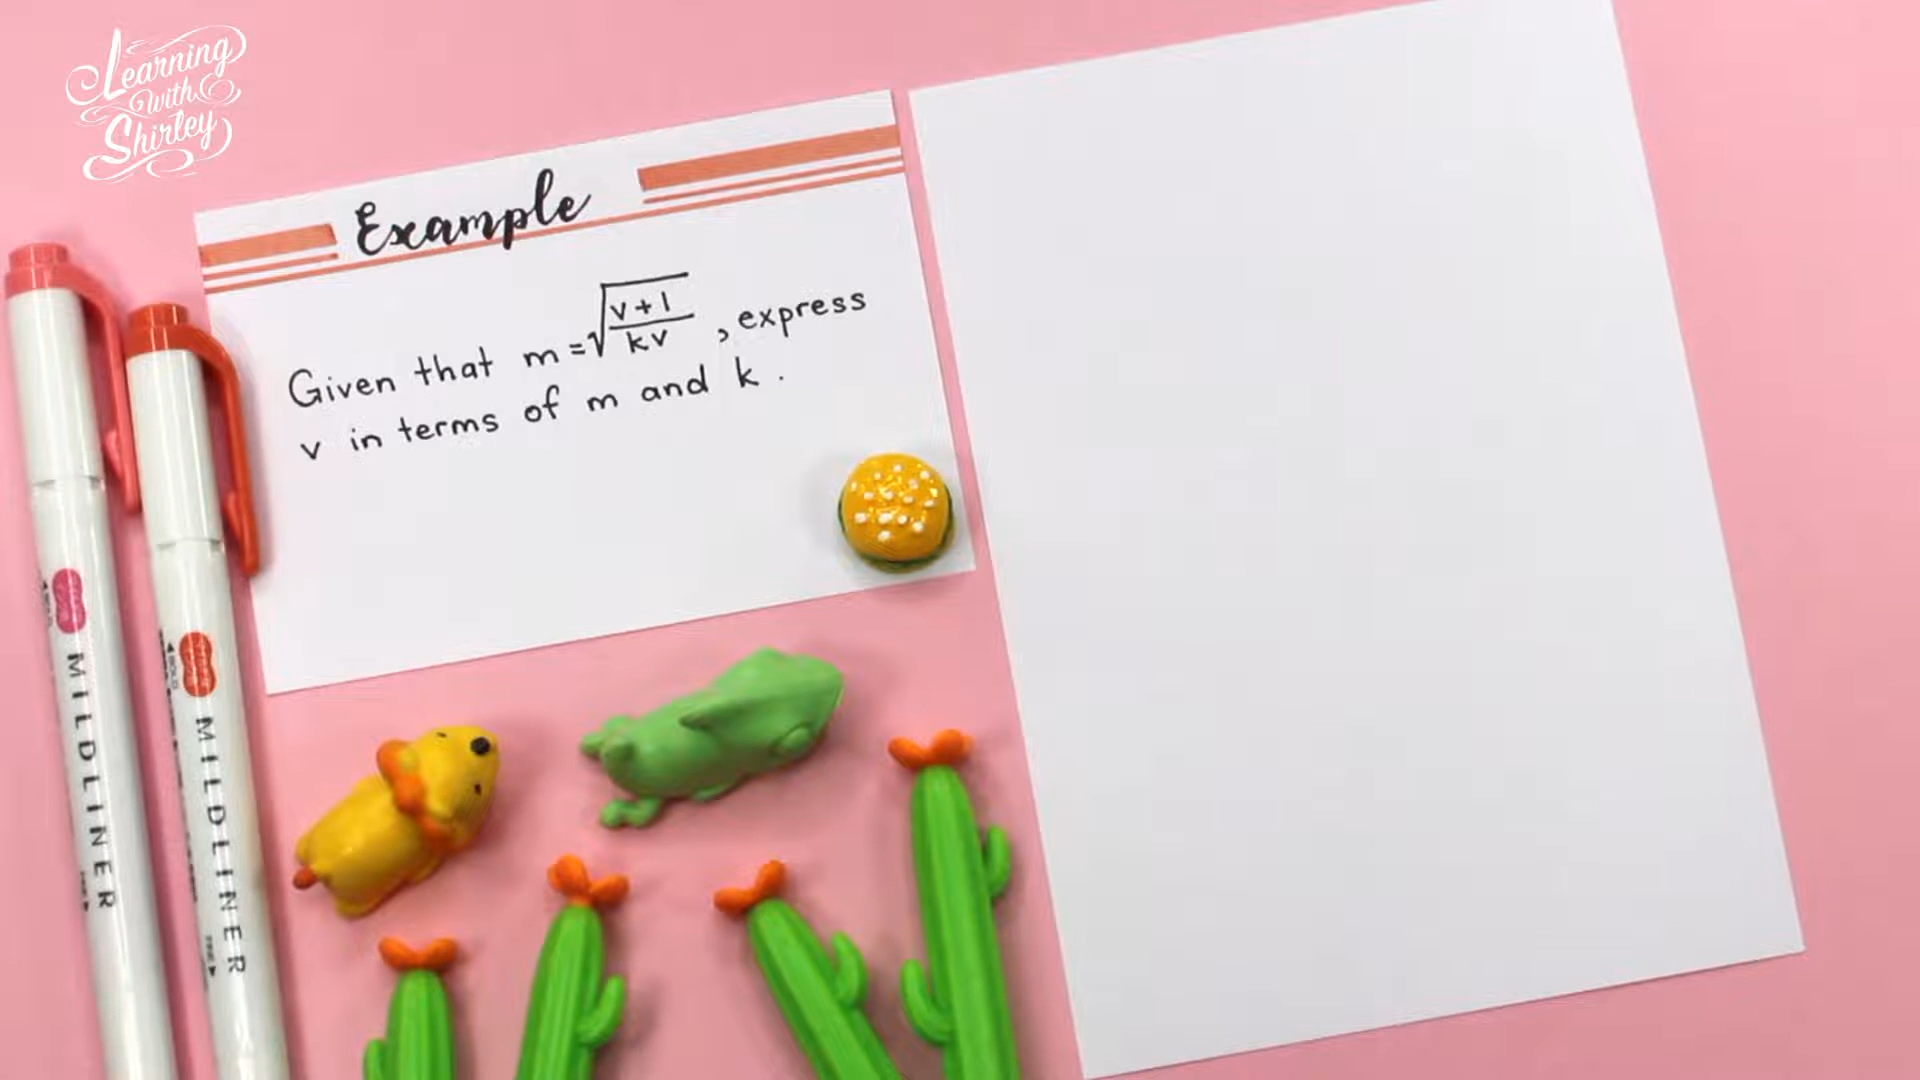 Learning
with
Shirley
Example
Given that m = √((v+1)/(kv)), express
v in terms of m and k.
MILDLINER
MILDLINER